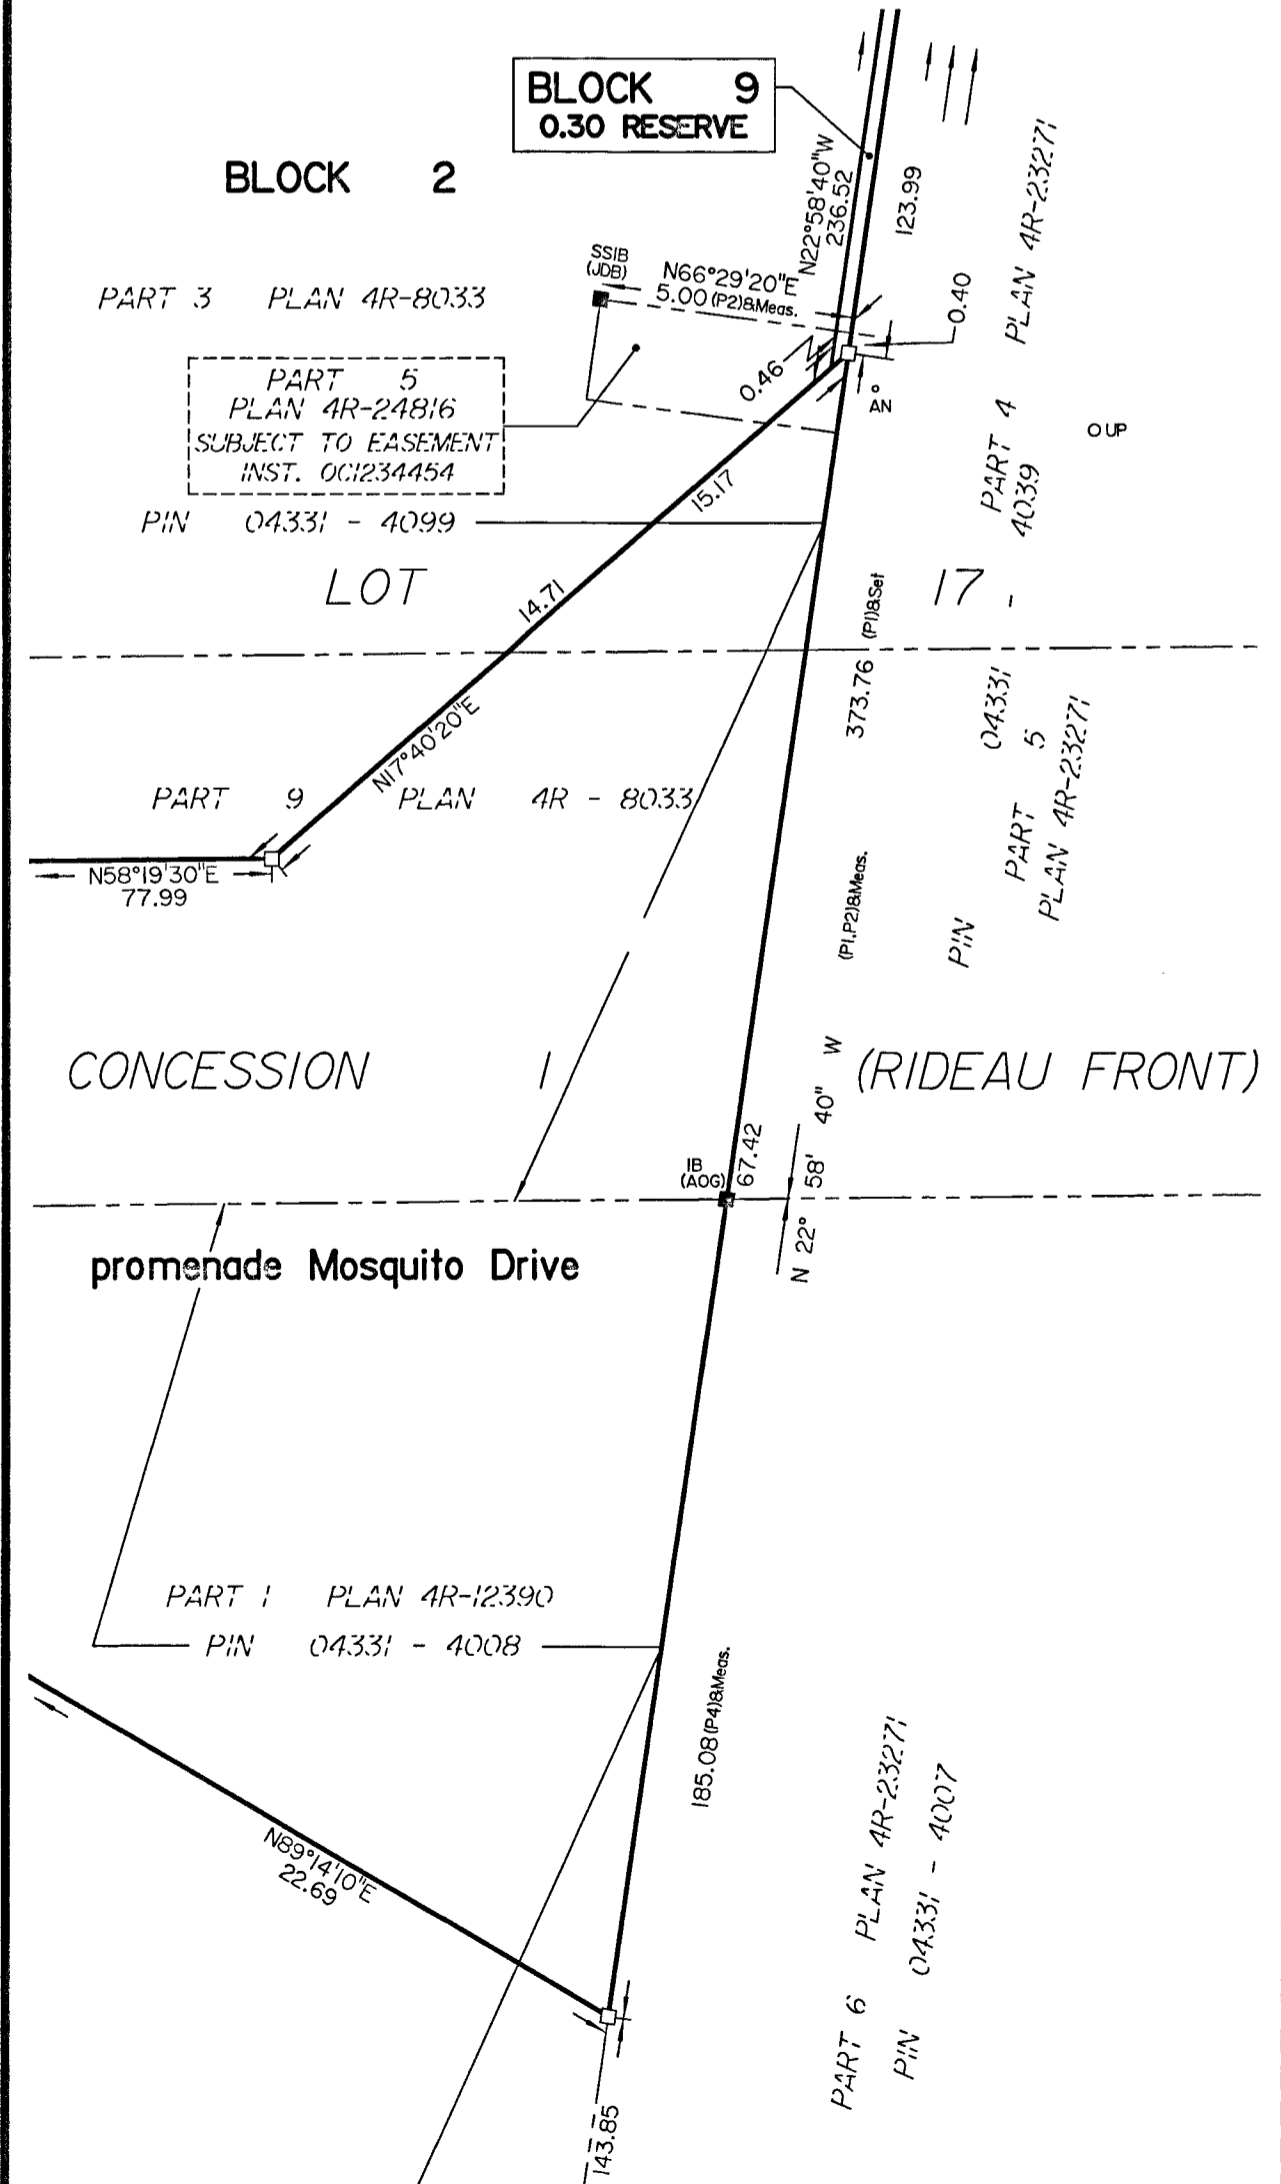 BLOCK 9
0.30 RESERVE
BLOCK 2
N22°58'40"W
236.52
123.99
PLAN 4R-23271
PART 4
4039
SSIB
(JDB)
N66°29'20"E
5.00 (P2)&Meas.
0.40
PART 3 PLAN 4R-8033
PART 5
PLAN 4R-24816
SUBJECT TO EASEMENT
INST. OC1234454
0.46
AN
O UP
15.17
PIN 04331 - 4099
LOT 17 -
14.71
(P1)&Set
373.76
04331
N17°40'20"E
PART 9 PLAN 4R - 8033
PART 5
PLAN 4R-23271
N58°19'30"E
77.99
(P1,P2)&Meas.
PIN
CONCESSION 1 (RIDEAU FRONT)
IB
(AOG)
67.42
N 22° 58' 40" W
promenade Mosquito Drive
PART 1 PLAN 4R-12390
PIN 04331 - 4008
185.08(P4)&Meas.
N89°14'10"E
22.69
PART 6 PLAN 4R-23271
PIN 04331 - 4007
143.85